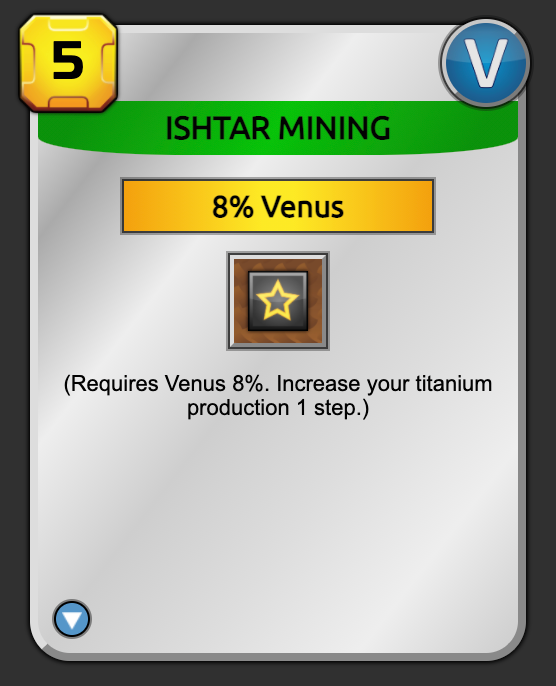 5
V
ISHTAR MINING
8% Venus
(Requires Venus 8%. Increase your titanium
production 1 step.)